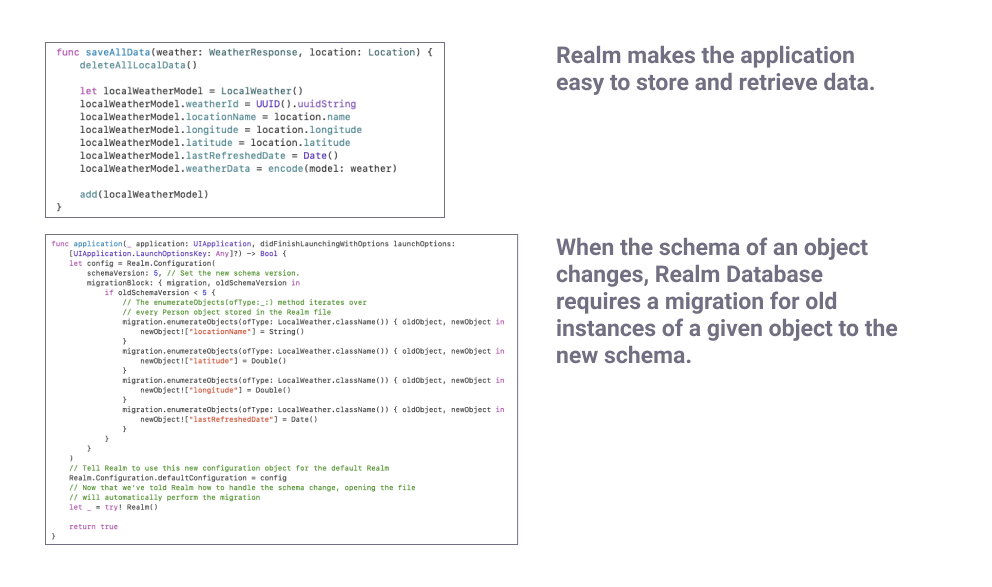 func saveAllData(weather: WeatherResponse, location: Location) {
    deleteAllLocalData()

    let localWeatherModel = LocalWeather()
    localWeatherModel.weatherId = UUID().uuidString
    localWeatherModel.locationName = location.name
    localWeatherModel.longitude = location.longitude
    localWeatherModel.latitude = location.latitude
    localWeatherModel.lastRefreshedDate = Date()
    localWeatherModel.weatherData = encode(model: weather)

    add(localWeatherModel)
}
Realm makes the application
easy to store and retrieve data.
func application(_ application: UIApplication, didFinishLaunchingWithOptions launchOptions:
    [UIApplication.LaunchOptionsKey: Any]?) -> Bool {
    let config = Realm.Configuration(
        schemaVersion: 5, // Set the new schema version.
        migrationBlock: { migration, oldSchemaVersion in
            if oldSchemaVersion < 5 {
                // The enumerateObjects(ofType:_:) method iterates over
                // every Person object stored in the Realm file
                migration.enumerateObjects(ofType: LocalWeather.className()) { oldObject, newObject in
                    newObject!["locationName"] = String()
                }
                migration.enumerateObjects(ofType: LocalWeather.className()) { oldObject, newObject in
                    newObject!["latitude"] = Double()
                }
                migration.enumerateObjects(ofType: LocalWeather.className()) { oldObject, newObject in
                    newObject!["longitude"] = Double()
                }
                migration.enumerateObjects(ofType: LocalWeather.className()) { oldObject, newObject in
                    newObject!["lastRefreshedDate"] = Date()
                }
            }
        }
    )
    // Tell Realm to use this new configuration object for the default Realm
    Realm.Configuration.defaultConfiguration = config
    // Now that we've told Realm how to handle the schema change, opening the file
    // will automatically perform the migration
    let _ = try! Realm()

    return true
}
When the schema of an object
changes, Realm Database
requires a migration for old
instances of a given object to the
new schema.